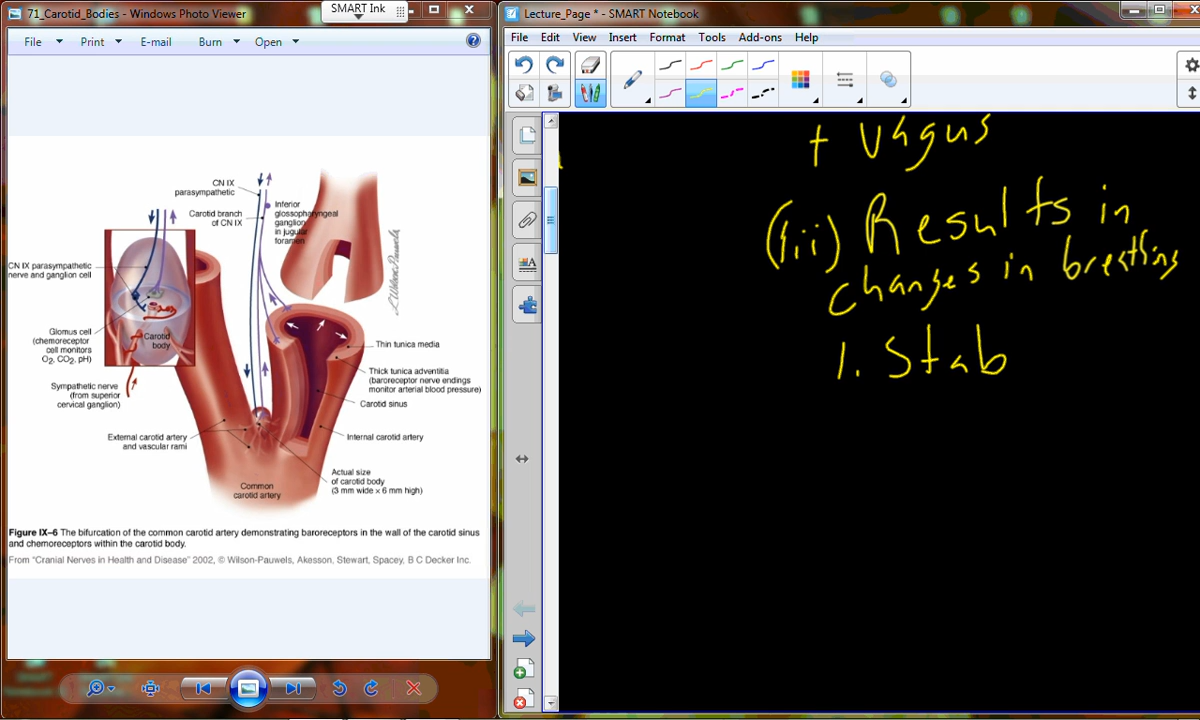 71_Carotid_Bodies - Windows Photo Viewer
SMART Ink
File Print E-mail Burn Open
CN IX
parasympathetic
Carotid branch
of CN IX
Inferior
glossopharyngeal
ganglion
in jugular
foramen
CN IX parasympathetic
nerve and ganglion cell
Glomus cell
(chemoreceptor
cell monitors
O2, CO2, pH)
Carotid
body
Sympathetic nerve
(from superior
cervical ganglion)
External carotid artery
and vascular rami
Common
carotid artery
Thin tunica media
Thick tunica adventitia
(baroreceptor nerve endings
monitor arterial blood pressure)
Carotid sinus
Internal carotid artery
Actual size
of carotid body
(3 mm wide × 6 mm high)
L. Wilson-Pauwels
Figure IX–6 The bifurcation of the common carotid artery demonstrating baroreceptors in the wall of the carotid sinus
and chemoreceptors within the carotid body.
From "Cranial Nerves in Health and Disease" 2002, © Wilson-Pauwels, Akesson, Stewart, Spacey, B C Decker Inc.
Lecture_Page * - SMART Notebook
File Edit View Insert Format Tools Add-ons Help
+ Vagus
(iii) Results in
changes in breathing
1. Stab